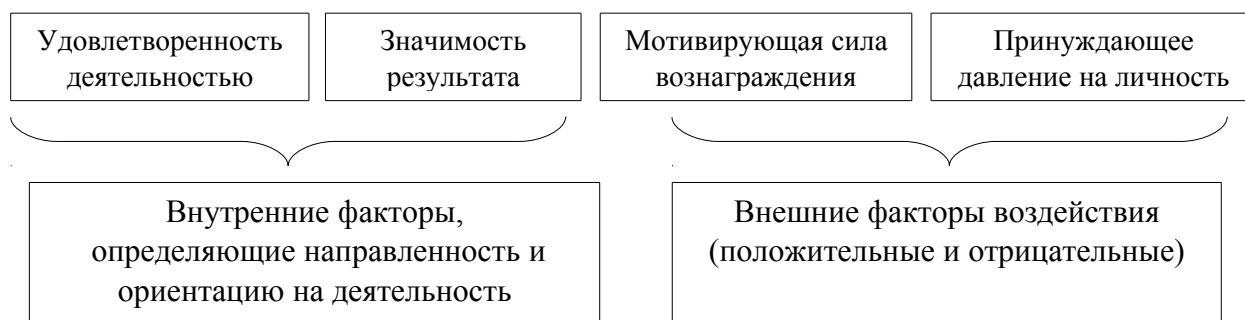 Удовлетворенность
деятельностью
Значимость
результата
Мотивирующая сила
вознаграждения
Принуждающее
давление на личность
Внутренние факторы,
определяющие направленность и
ориентацию на деятельность
Внешние факторы воздействия
(положительные и отрицательные)